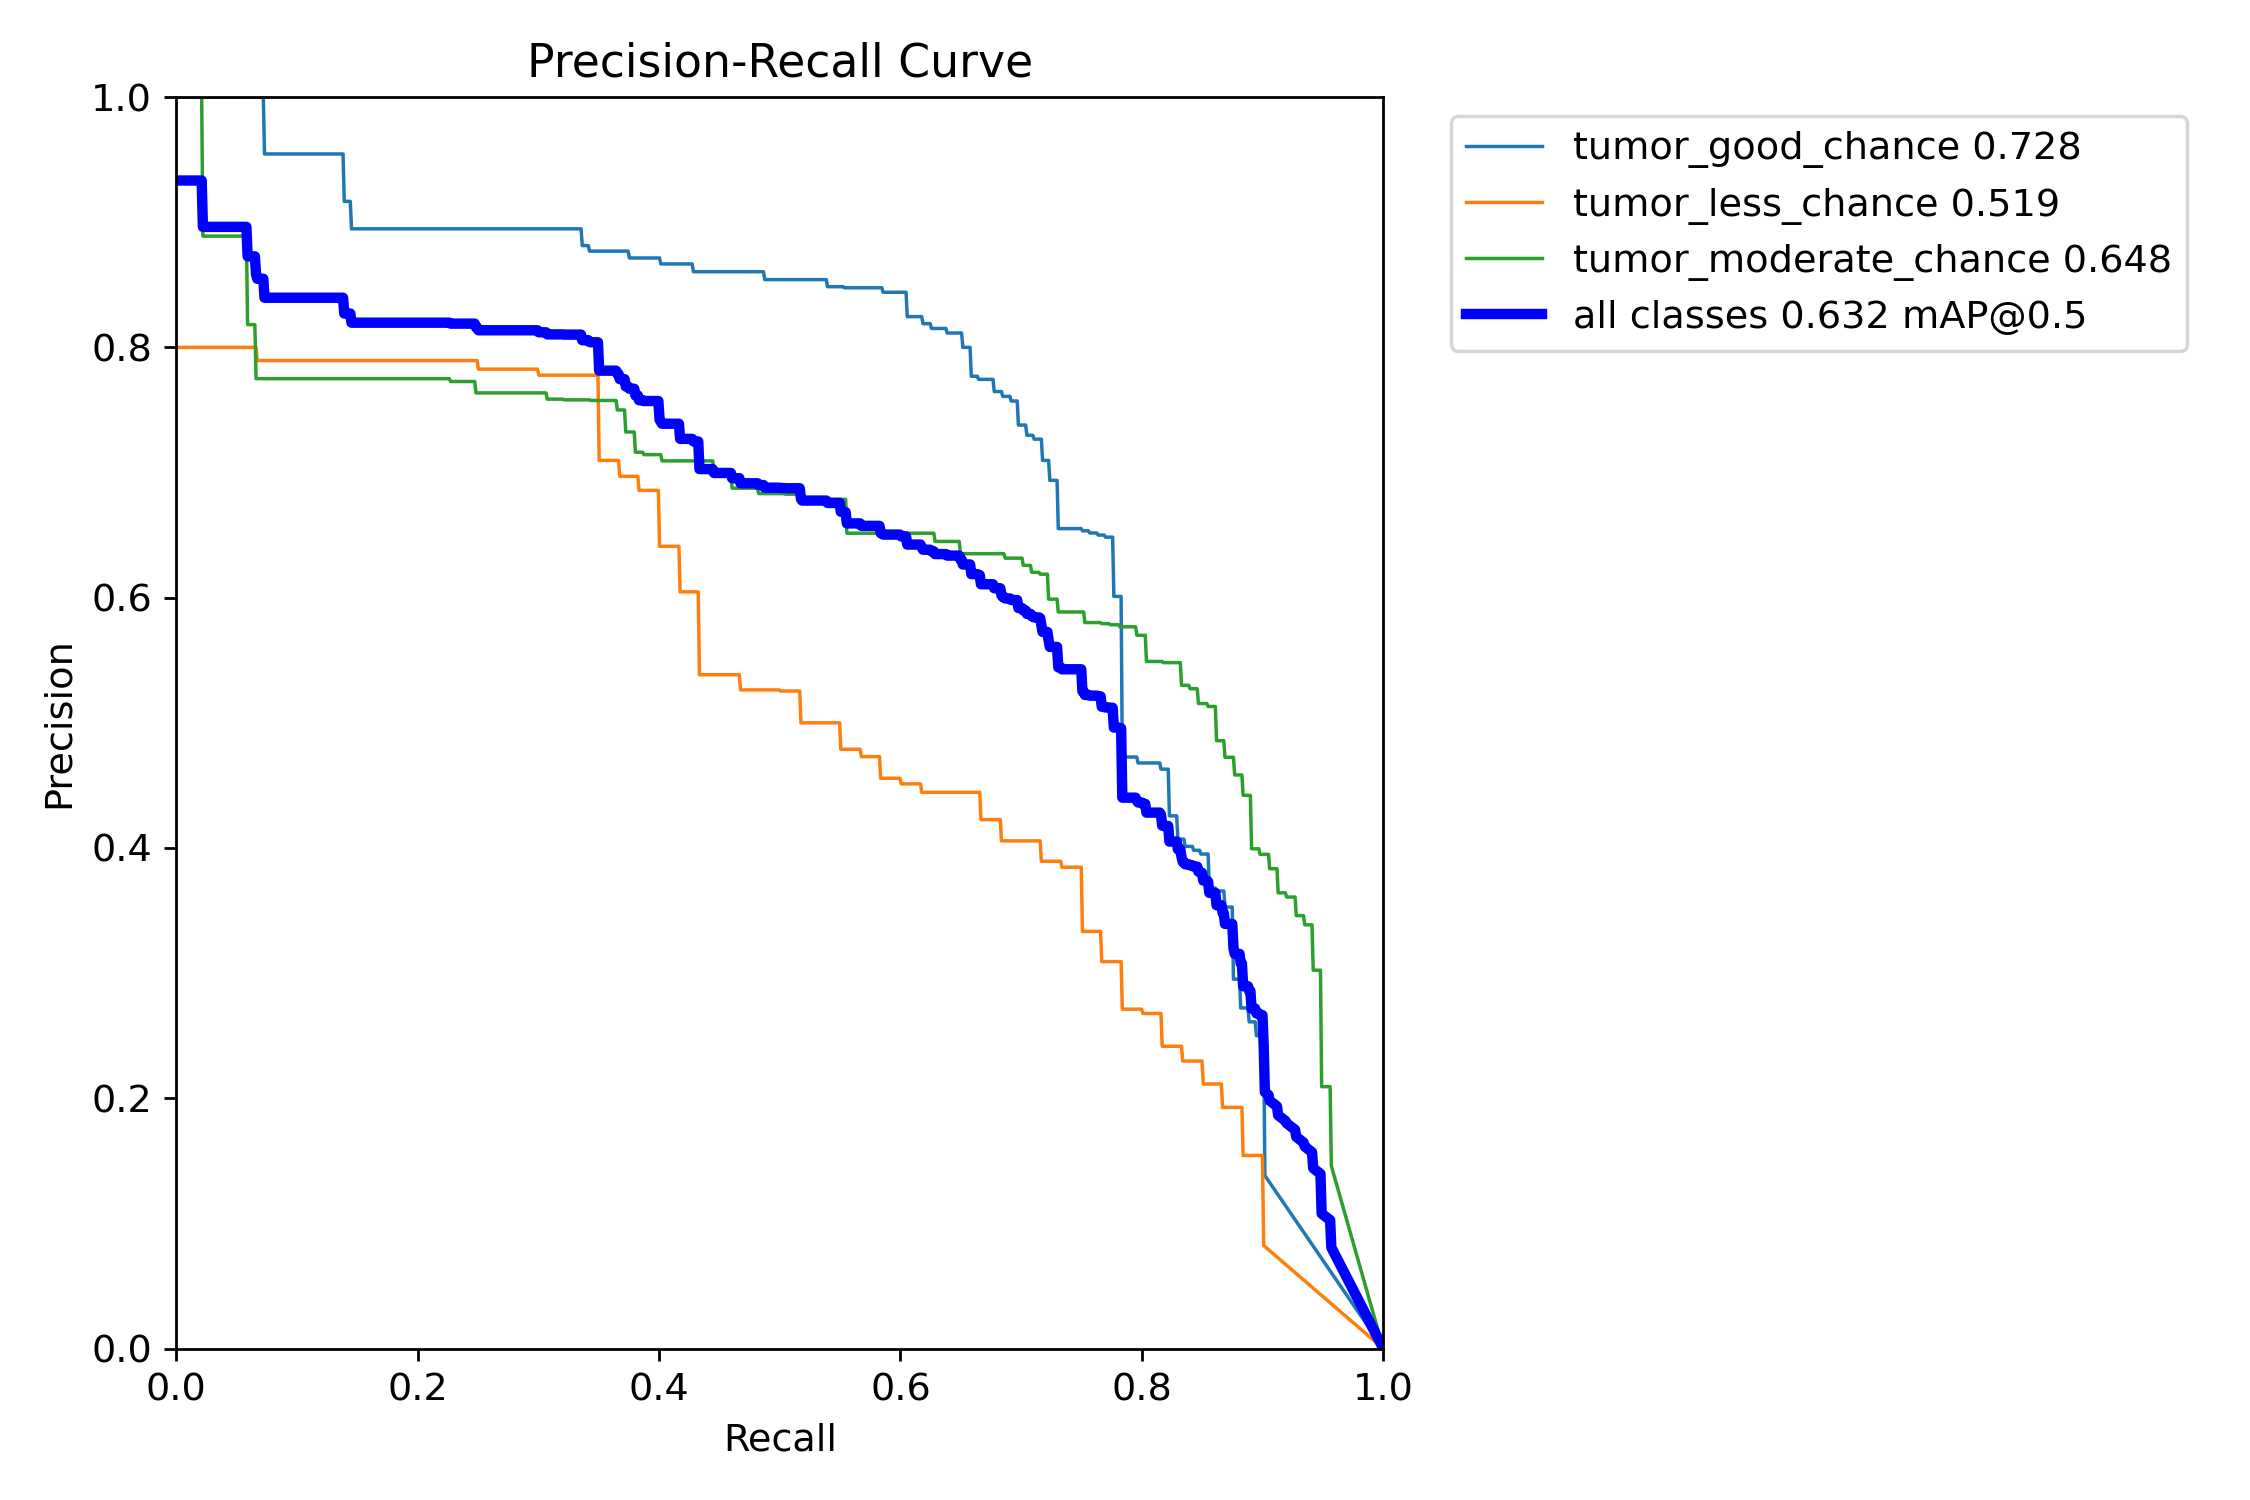 Precision-Recall Curve
tumor_good_chance 0.728
tumor_less_chance 0.519
tumor_moderate_chance 0.648
all classes 0.632 mAP@0.5
Precision
1.0
0.8
0.6
0.4
0.2
0.0
0.0 0.2 0.4 0.6 0.8 1.0
Recall